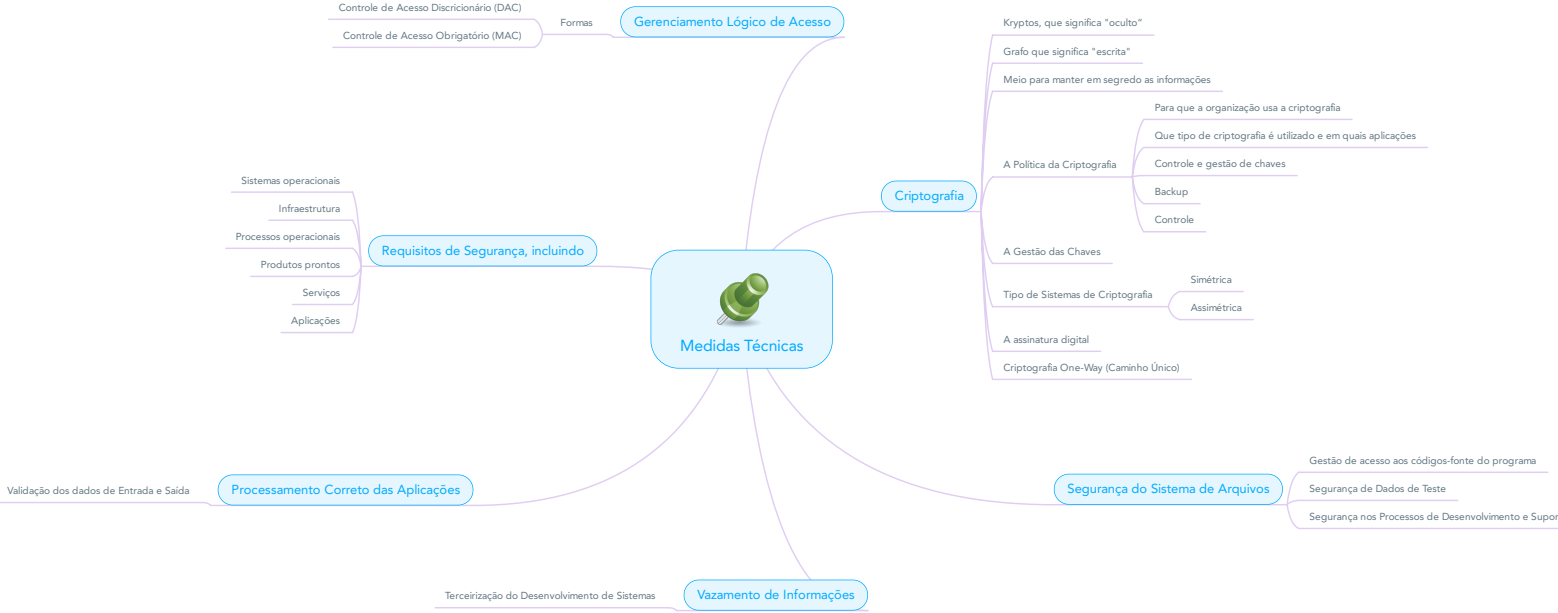 Medidas Técnicas
Gerenciamento Lógico de Acesso
Formas
Controle de Acesso Discricionário (DAC)
Controle de Acesso Obrigatório (MAC)
Criptografia
Kryptos, que significa "oculto”
Grafo que significa "escrita"
Meio para manter em segredo as informações
A Política da Criptografia
Para que a organização usa a criptografia
Que tipo de criptografia é utilizado e em quais aplicações
Controle e gestão de chaves
Backup
Controle
A Gestão das Chaves
Tipo de Sistemas de Criptografia
Simétrica
Assimétrica
A assinatura digital
Criptografia One-Way (Caminho Único)
Requisitos de Segurança, incluindo
Sistemas operacionais
Infraestrutura
Processos operacionais
Produtos prontos
Serviços
Aplicações
Processamento Correto das Aplicações
Validação dos dados de Entrada e Saída
Segurança do Sistema de Arquivos
Gestão de acesso aos códigos-fonte do programa
Segurança de Dados de Teste
Segurança nos Processos de Desenvolvimento e Supor
Vazamento de Informações
Terceirização do Desenvolvimento de Sistemas